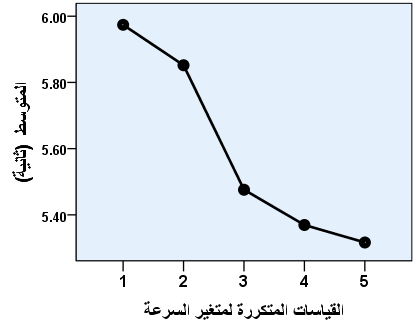 6.00
5.80
5.60
5.40
المتوسط (ثانية)
1 2 3 4 5
القياسات المتكررة لمتغير السرعة